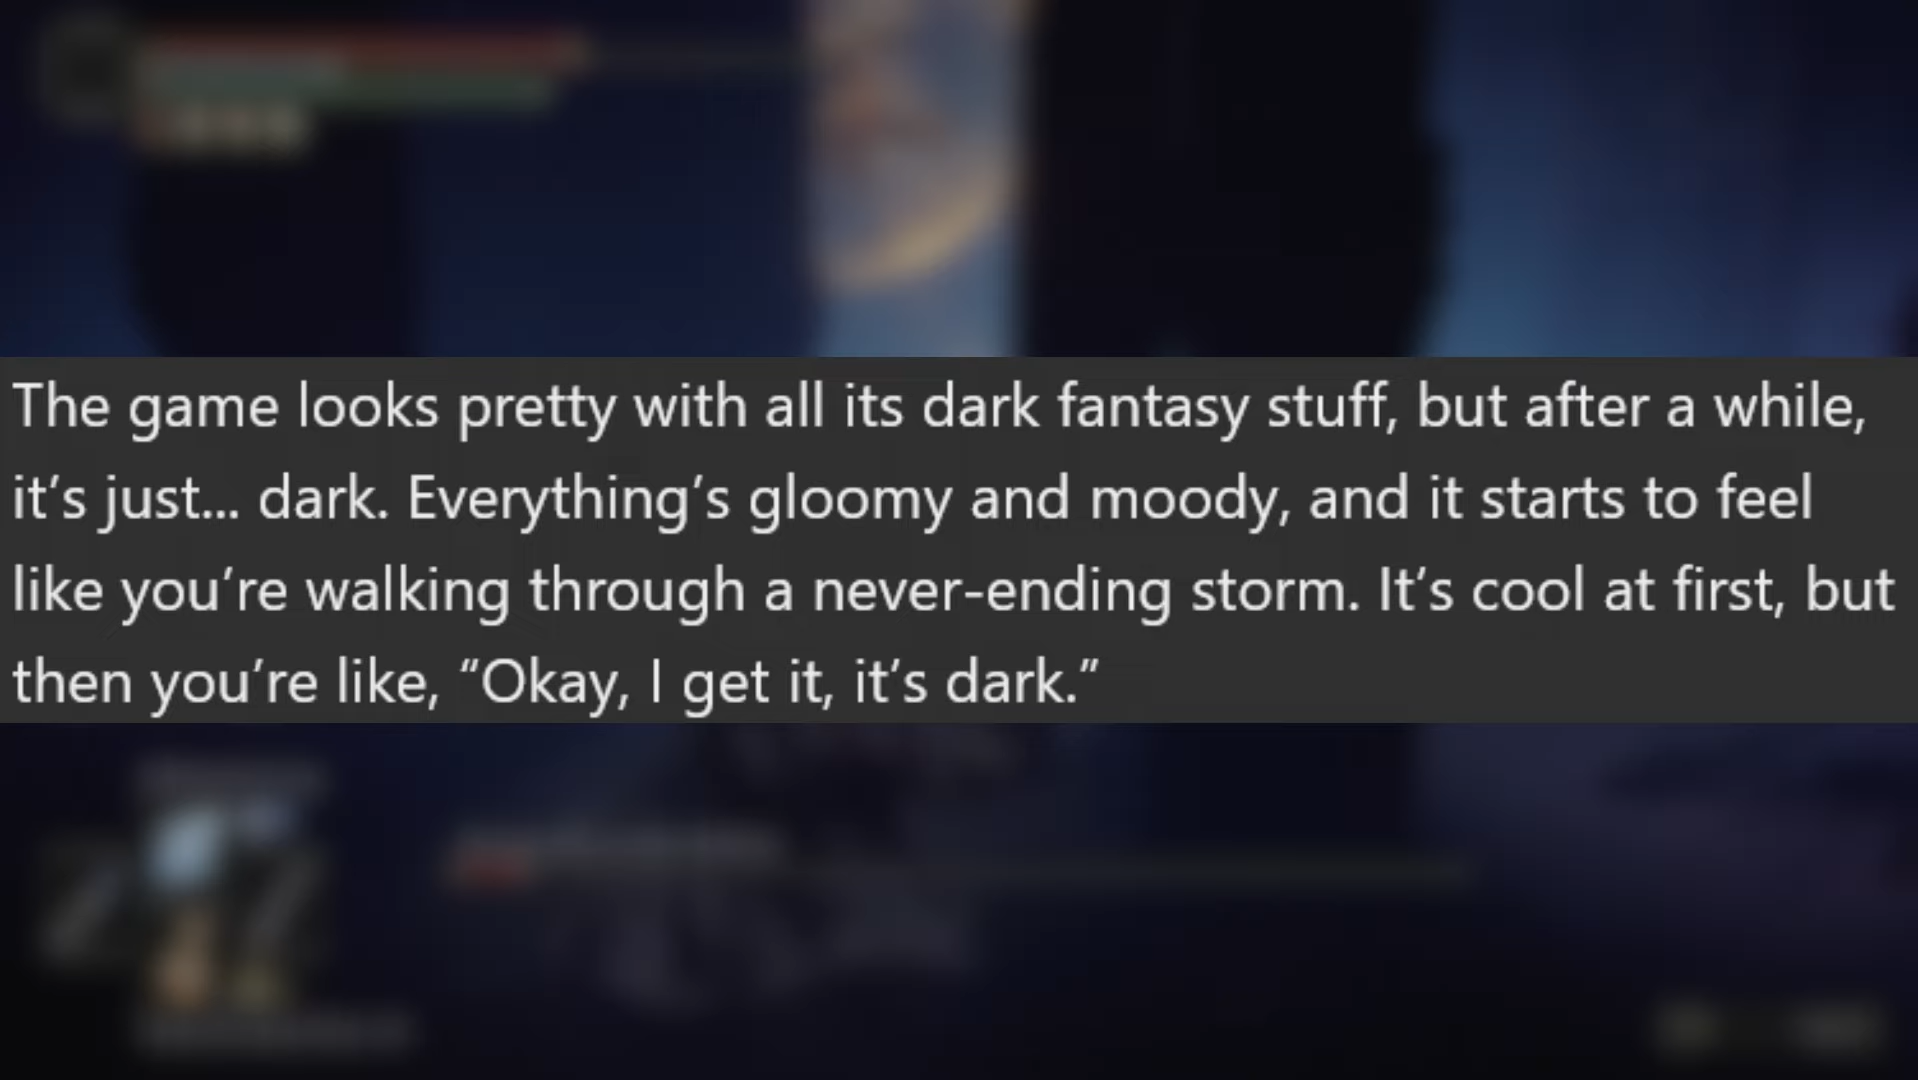 The game looks pretty with all its dark fantasy stuff, but after a while,
it’s just... dark. Everything’s gloomy and moody, and it starts to feel
like you’re walking through a never-ending storm. It’s cool at first, but
then you’re like, “Okay, I get it, it’s dark.”